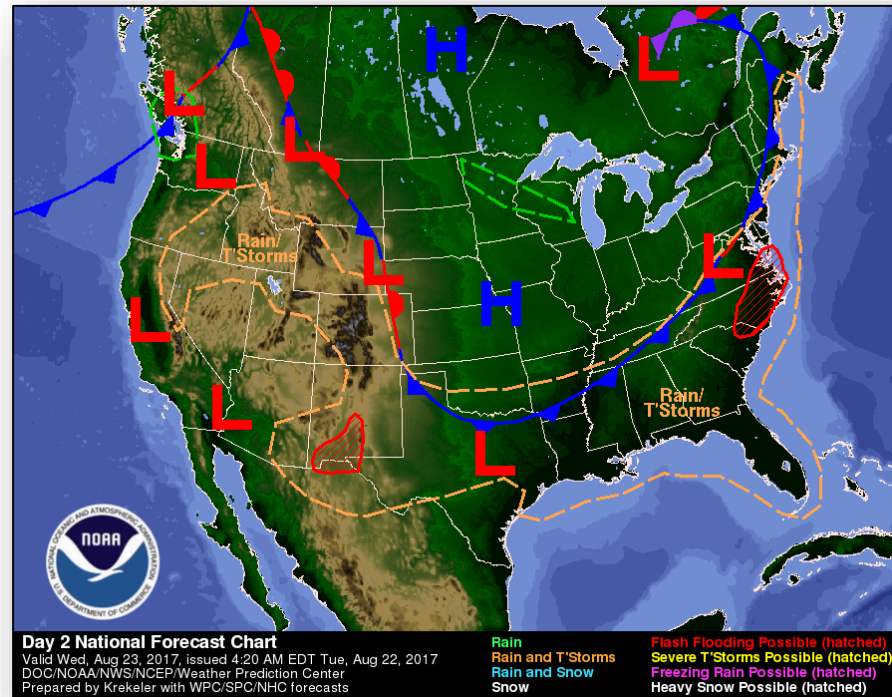 H
L
L
L
L
Rain/
T'Storms
L
L
H
L
Rain/
T'Storms
L
L
NATIONAL OCEANIC AND ATMOSPHERIC ADMINISTRATION
NOAA
U.S. DEPARTMENT OF COMMERCE
Day 2 National Forecast Chart
Valid Wed, Aug 23, 2017, issued 4:20 AM EDT Tue, Aug 22, 2017
DOC/NOAA/NWS/NCEP/Weather Prediction Center
Prepared by Krekeler with WPC/SPC/NHC forecasts
Rain
Rain and T'Storms
Rain and Snow
Snow
Flash Flooding Possible (hatched)
Severe T'Storms Possible (hatched)
Freezing Rain Possible (hatched)
Heavy Snow Possible (hatched)